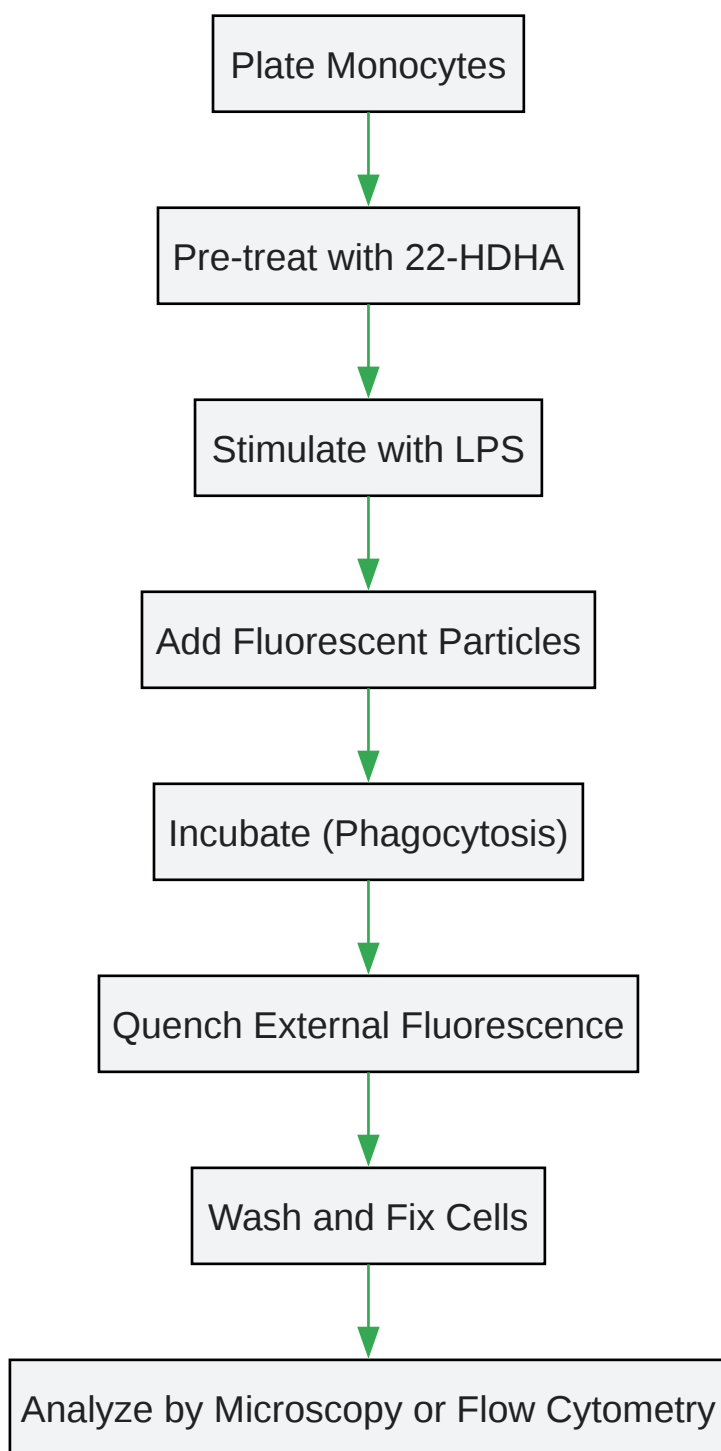 Plate Monocytes
Pre-treat with 22-HDHA
Stimulate with LPS
Add Fluorescent Particles
Incubate (Phagocytosis)
Quench External Fluorescence
Wash and Fix Cells
Analyze by Microscopy or Flow Cytometry